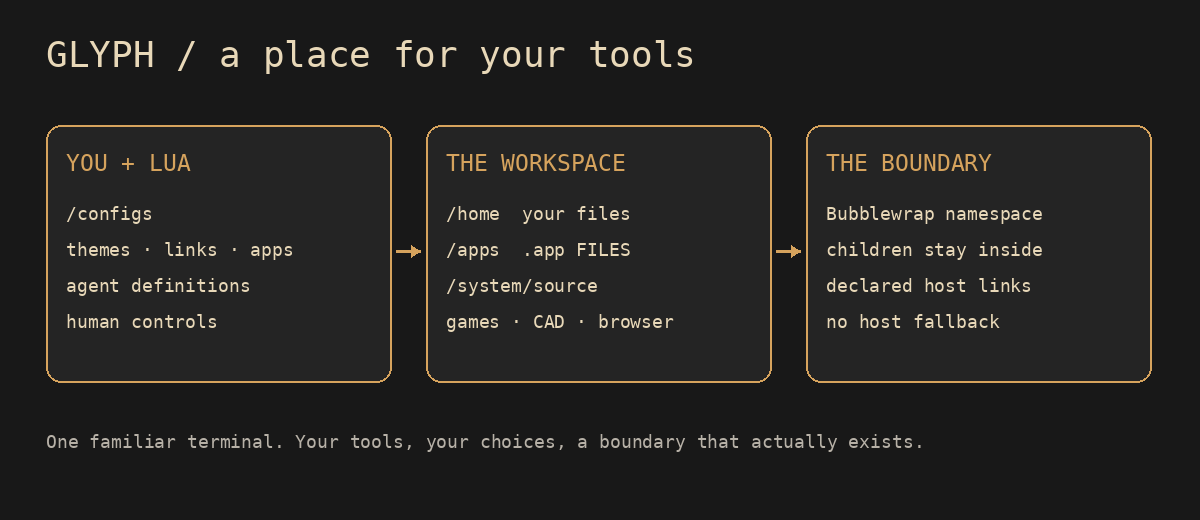 GLYPH / a place for your tools
YOU + LUA
/configs
themes · links · apps
agent definitions
human controls
THE WORKSPACE
/home  your files
/apps  .app FILES
/system/source
games · CAD · browser
THE BOUNDARY
Bubblewrap namespace
children stay inside
declared host links
no host fallback
One familiar terminal. Your tools, your choices, a boundary that actually exists.